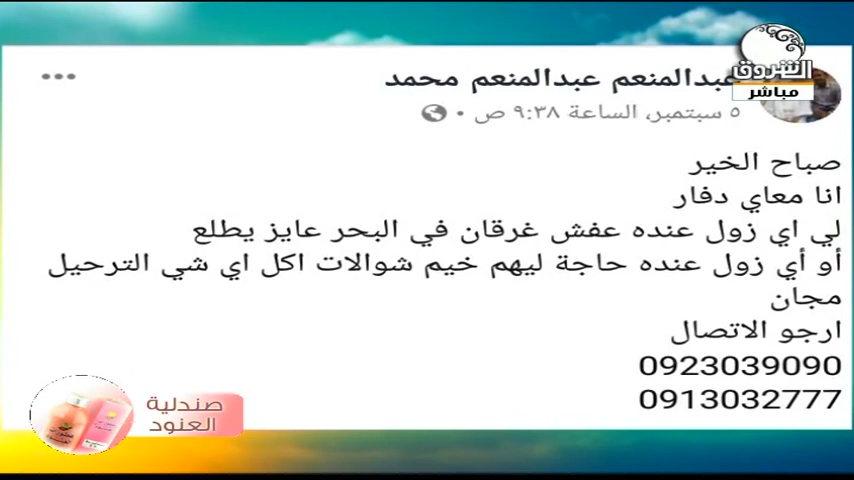 الشروق
مباشر
عبدالمنعم عبدالمنعم محمد
٥ سبتمبر، الساعة ٩:٣٨ ص
صباح الخير
انا معاي دفار
لي اي زول عنده عفش غرقان في البحر عايز يطلع
أو أي زول عنده حاجة ليهم خيم شوالات اكل اي شي الترحيل
مجان
ارجو الاتصال
0923039090
0913032777
صندلية
العنود